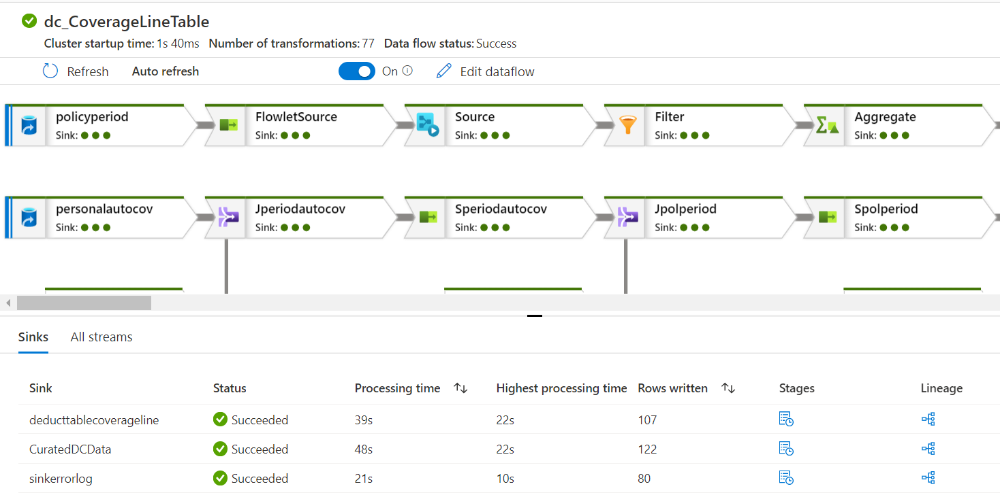 dc_CoverageLineTable
Cluster startup time: 1s 40ms Number of transformations: 77 Data flow status: Success
Refresh Auto refresh On Edit dataflow
policyperiod FlowletSource Source Filter Aggregate
Sink: Sink: Sink: Sink: Sink:
personalautocov Jperiodautocov Speriodautocov Jpolperiod Spolperiod
Sink: Sink: Sink: Sink: Sink:
Sinks All streams
Sink Status Processing time Highest processing time Rows written Stages Lineage
deducttablecoverageline Succeeded 39s 22s 107
CuratedDCData Succeeded 48s 22s 122
sinkerrorlog Succeeded 21s 10s 80